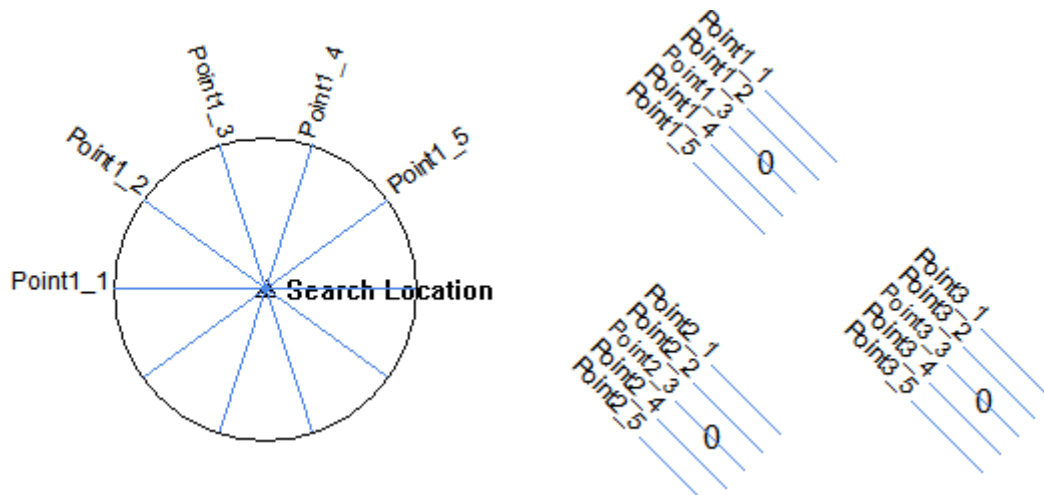 Point1_1
Point1_2
Point1_3
Point1_4
Point1_5
Search Location
Point1_1
Point1_2
Point1_3
Point1_4
Point1_5
0
Point2_1
Point2_2
Point2_3
Point2_4
Point2_5
0
Point3_1
Point3_2
Point3_3
Point3_4
Point3_5
0